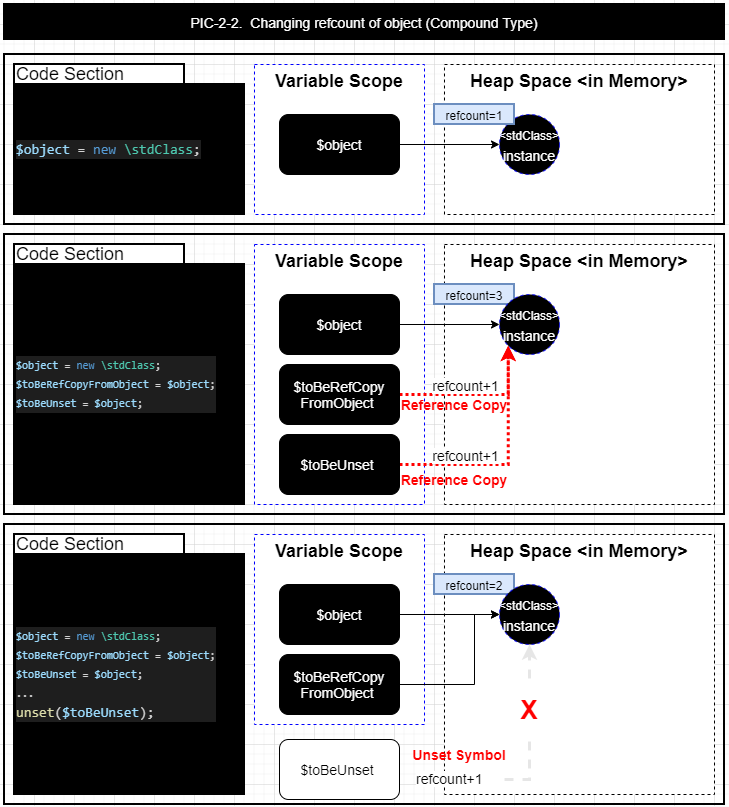 PIC-2-2. Changing refcount of object (Compound Type)
Code Section
$object = new \stdClass;
Variable Scope
$object
Heap Space <in Memory>
refcount=1
<stdClass>
instance
Code Section
$object = new \stdClass;
$toBeRefCopyFromObject = $object;
$toBeUnset = $object;
Variable Scope
$object
$toBeRefCopy
FromObject
$toBeUnset
Heap Space <in Memory>
refcount=3
<stdClass>
instance
refcount+1
Reference Copy
refcount+1
Reference Copy
Code Section
$object = new \stdClass;
$toBeRefCopyFromObject = $object;
$toBeUnset = $object;
...
unset($toBeUnset);
Variable Scope
$object
$toBeRefCopy
FromObject
$toBeUnset
Heap Space <in Memory>
refcount=2
<stdClass>
instance
X
Unset Symbol
refcount+1